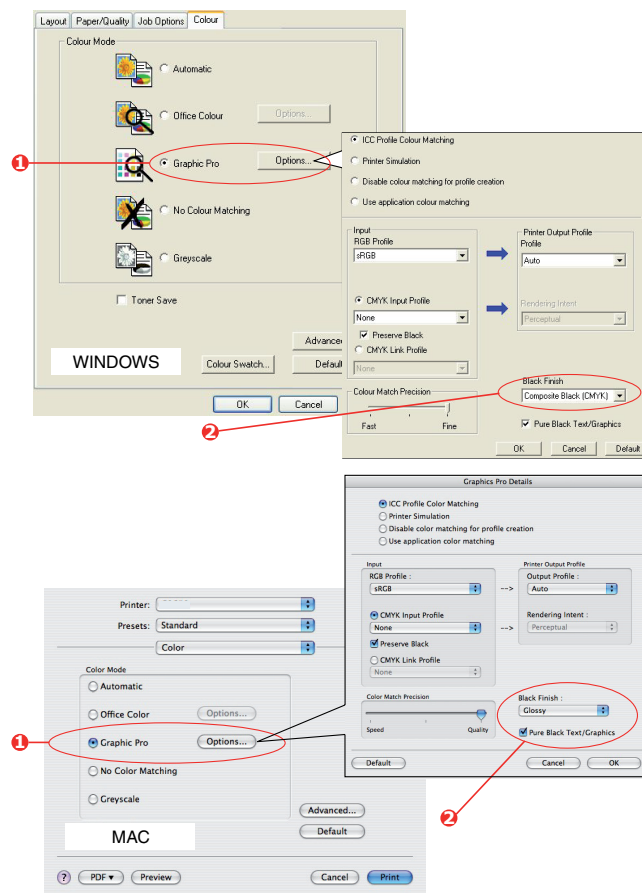 Layout Paper/Quality Job Options Colour
Colour Mode
Automatic
Office Colour Options...
1
Graphic Pro Options...
No Colour Matching
Greyscale
Toner Save
Advance
WINDOWS
Colour Swatch... Defaul
OK Cancel
ICC Profile Colour Matching
Printer Simulation
Disable colour matching for profile creation
Use application colour matching
Input
RGB Profile
sRGB
Printer Output Profile
Profile
Auto
CMYK Input Profile
None
Rendering Intent
Perceptual
Preserve Black
CMYK Link Profile
None
Colour Match Precision
Fast Fine
Black Finish
Composite Black (CMYK)
2
Pure Black Text/Graphics
OK Cancel Default
Graphics Pro Details
ICC Profile Color Matching
Printer Simulation
Disable color matching for profile creation
Use application color matching
Input
RGB Profile :
sRGB
-->
Printer Output Profile
Output Profile :
Auto
CMYK Input Profile
None
-->
Rendering Intent :
Perceptual
Preserve Black
CMYK Link Profile
None
Color Match Precision
Speed Quality
Black Finish :
Glossy
Pure Black Text/Graphics
Default Cancel OK
2
Printer:
Presets: Standard
Color
Color Mode
Automatic
Office Color Options...
1
Graphic Pro Options...
No Color Matching
Greyscale
Advanced...
MAC
Default
? PDF ▾ Preview Cancel Print